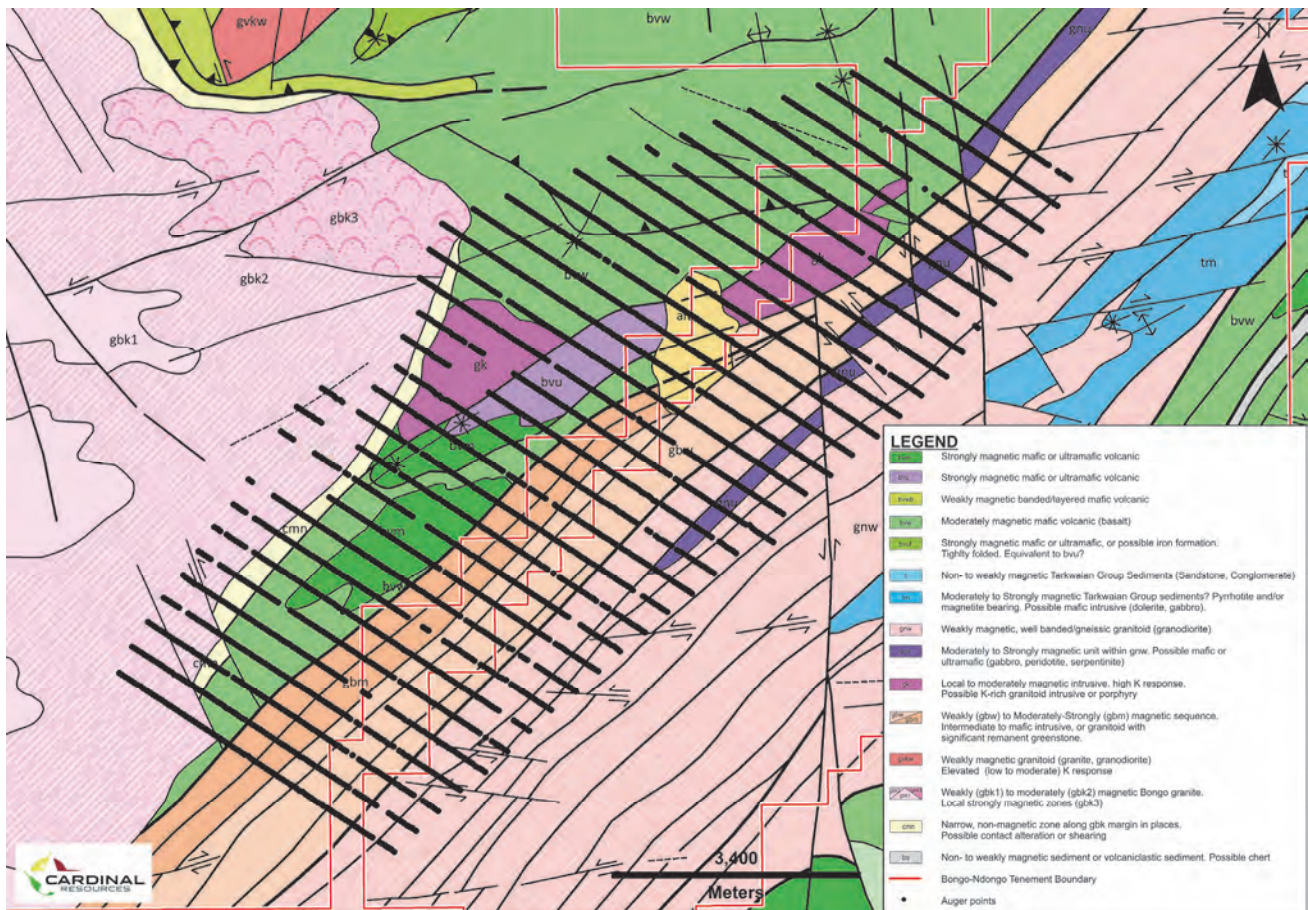 gvkw
bvw
gnu
N
gbk3
tm
gbk2
gk
gnu
bvw
gbk1
gk
bvu
gnu
bvw
gbw
gnw
cmn
bvm
bvw
cmn
gbm
LEGEND
Strongly magnetic mafic or ultramafic volcanic
Strongly magnetic mafic or ultramafic volcanic
Weakly magnetic banded/layered mafic volcanic
Moderately magnetic mafic volcanic (basalt)
Strongly magnetic mafic or ultramafic, or possible iron formation.
Tighlty folded. Equivalent to bvu?
Non- to weakly magnetic Tarkwaian Group Sediments (Sandstone, Conglomerate)
Moderately to Strongly magnetic Tarkwaian Group sediments? Pyrrhotite and/or
magnetite bearing. Possible mafic intrusive (dolerite, gabbro).
Weakly magnetic, well banded/gneissic granitoid (granodiorite)
Moderately to Strongly magnetic unit within gnw. Possible mafic or
ultramafic (gabbro, peridotite, serpentinite)
Local to moderately magnetic intrusive. high K response.
Possible K-rich granitoid intrusive or porphyry
Weakly (gbw) to Moderately-Strongly (gbm) magnetic sequence.
Intermediate to mafic intrusive, or granitoid with
significant remanent greenstone.
Weakly magnetic granitoid (granite, granodiorite)
Elevated (low to moderate) K response
Weakly (gbk1) to moderately (gbk2) magnetic Bongo granite.
Local strongly magnetic zones (gbk3)
cmn
Narrow, non-magnetic zone along gbk margin in places.
Possible contact alteration or shearing
Non- to weakly magnetic sediment or volcaniclastic sediment. Possible chert
Bongo-Ndongo Tenement Boundary
Auger points
3,400
Meters
CARDINAL
RESOURCES